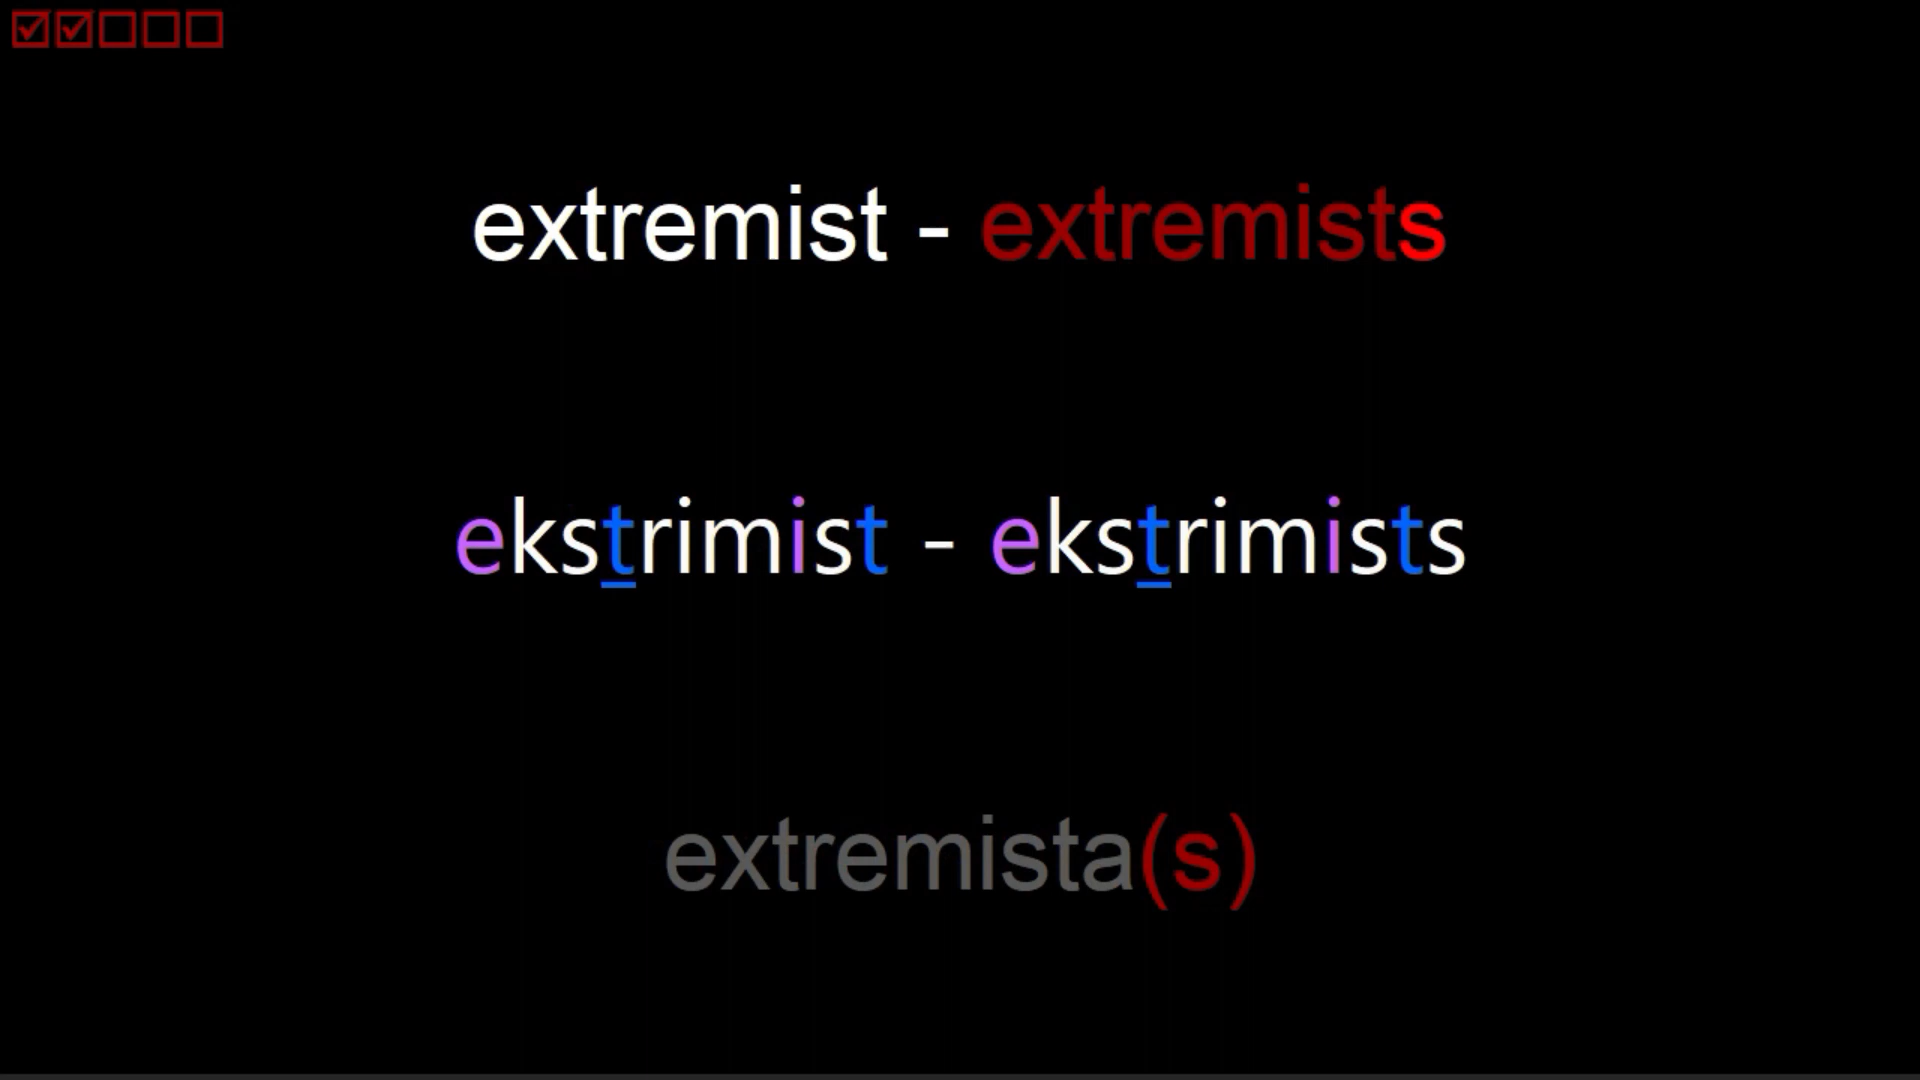 ☑☑☐☐☐
extremist - extremists
ekstrimist - ekstrimists
extremista(s)